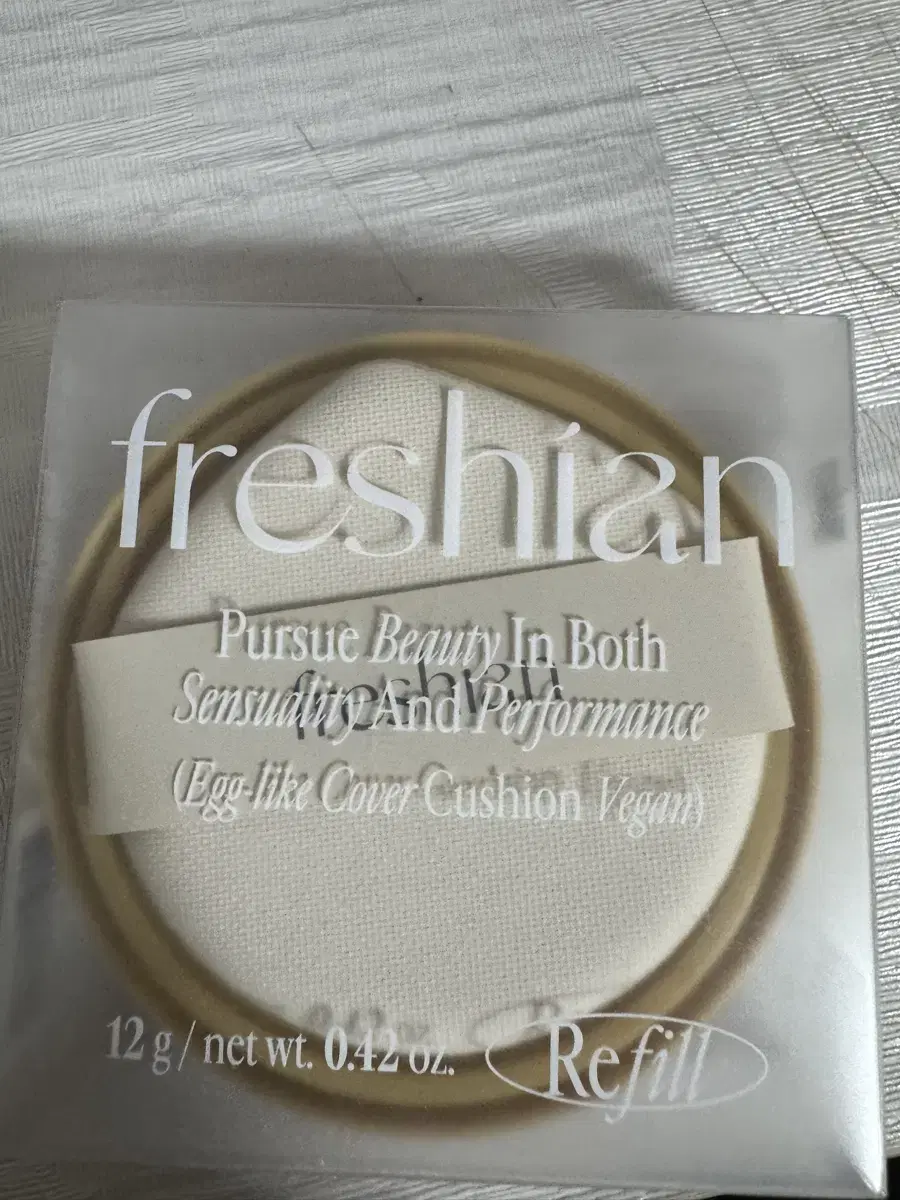 freshian
Pursue Beauty In Both
freshian
Sensuality And Performance
(Egg-like Cover Cushion Vegan)
12 g / net wt. 0.42 oz.
Refill